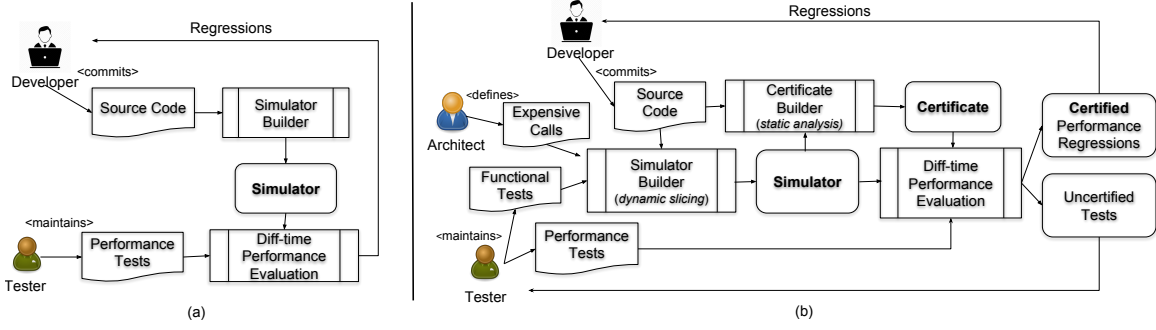 Regressions
Developer
<commits>
Source Code
Simulator
Builder
Simulator
<maintains>
Tester
Performance
Tests
Diff-time
Performance
Evaluation
(a)
Regressions
Developer
<commits>
<defines>
Architect
Expensive
Calls
Source
Code
Certificate
Builder
(static analysis)
Certificate
Certified
Performance
Regressions
Functional
Tests
Simulator
Builder
(dynamic slicing)
Simulator
Diff-time
Performance
Evaluation
Uncertified
Tests
<maintains>
Tester
Performance
Tests
(b)